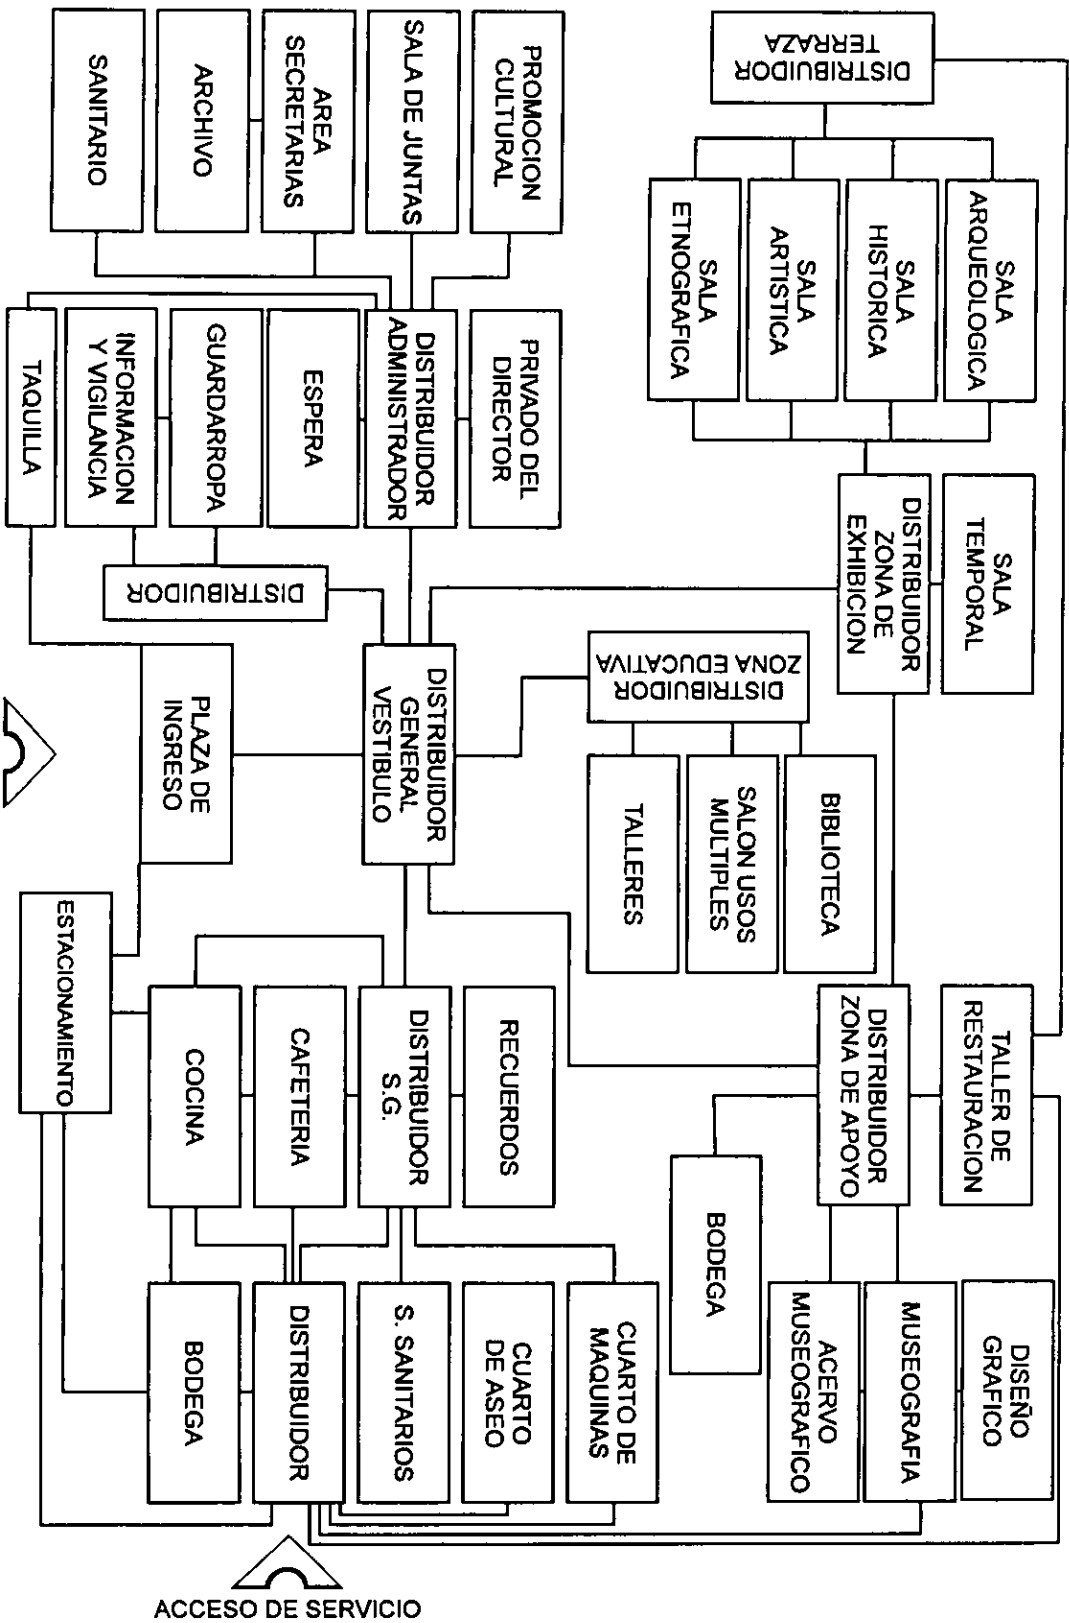 DISTRIBUIDOR
TERRAZA
SALA
ARQUEOLOGICA
SALA
HISTORICA
SALA
ARTISTICA
SALA
ETNOGRAFICA
SALA
TEMPORAL
DISTRIBUIDOR
ZONA DE
EXHIBICION
TALLER DE
RESTAURACION
DISTRIBUIDOR
ZONA DE APOYO
BODEGA
DISEÑO
GRAFICO
MUSEOGRAFIA
ACERVO
MUSEOGRAFICO
DISTRIBUIDOR
ZONA EDUCATIVA
BIBLIOTECA
SALON USOS
MULTIPLES
TALLERES
PROMOCION
CULTURAL
SALA DE JUNTAS
AREA
SECRETARIAS
ARCHIVO
SANITARIO
PRIVADO DEL
DIRECTOR
DISTRIBUIDOR
ADMINISTRADOR
ESPERA
GUARDARROPA
INFORMACION
Y VIGILANCIA
TAQUILLA
DISTRIBUIDOR
DISTRIBUIDOR
GENERAL
VESTIBULO
PLAZA DE
INGRESO
RECUERDOS
DISTRIBUIDOR
S.G.
CAFETERIA
COCINA
ESTACIONAMIENTO
CUARTO DE
MAQUINAS
CUARTO
DE ASEO
S. SANITARIOS
DISTRIBUIDOR
BODEGA
ACCESO DE SERVICIO